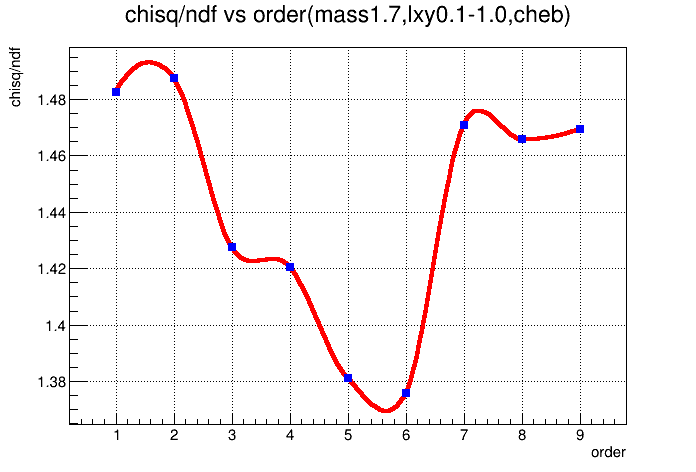 chisq/ndf vs order(mass1.7,lxy0.1-1.0,cheb)
chisq/ndf
1.48
1.46
1.44
1.42
1.4
1.38
1 2 3 4 5 6 7 8 9
order